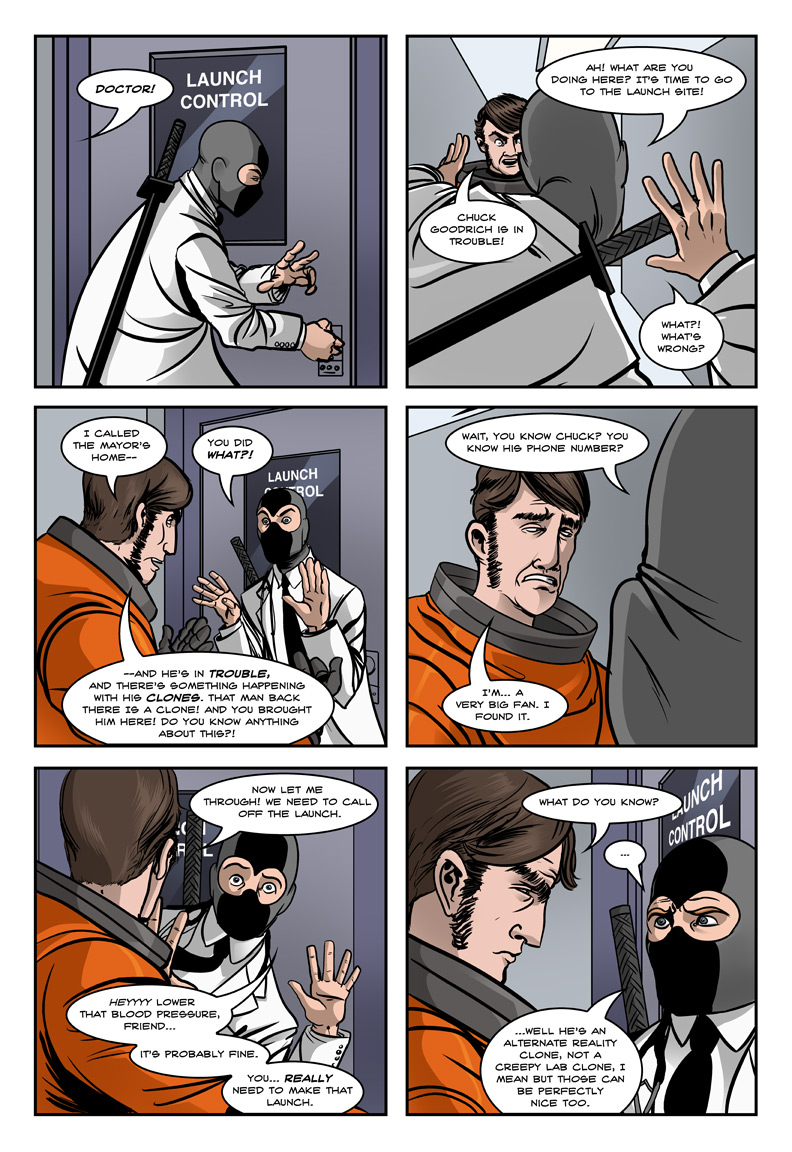 DOCTOR!
LAUNCH
CONTROL
AH! WHAT ARE YOU
DOING HERE? IT'S TIME TO GO
TO THE LAUNCH SITE!
CHUCK
GOODRICH IS IN
TROUBLE!
WHAT?!
WHAT'S
WRONG?
I CALLED
THE MAYOR'S
HOME--
YOU DID
WHAT?!
LAUNCH
CONTROL
--AND HE'S IN TROUBLE,
AND THERE'S SOMETHING HAPPENING
WITH HIS CLONES. THAT MAN BACK
THERE IS A CLONE! AND YOU BROUGHT
HIM HERE! DO YOU KNOW ANYTHING
ABOUT THIS?!
WAIT, YOU KNOW CHUCK? YOU
KNOW HIS PHONE NUMBER?
I'M... A
VERY BIG FAN. I
FOUND IT.
NOW LET ME
THROUGH! WE NEED TO CALL
OFF THE LAUNCH.
HEYYYY LOWER
THAT BLOOD PRESSURE,
FRIEND...
IT'S PROBABLY FINE.
YOU... REALLY
NEED TO MAKE THAT
LAUNCH.
WHAT DO YOU KNOW?
...
LAUNCH
CONTROL
...WELL HE'S AN
ALTERNATE REALITY
CLONE, NOT A
CREEPY LAB CLONE, I
MEAN BUT THOSE CAN
BE PERFECTLY
NICE TOO.